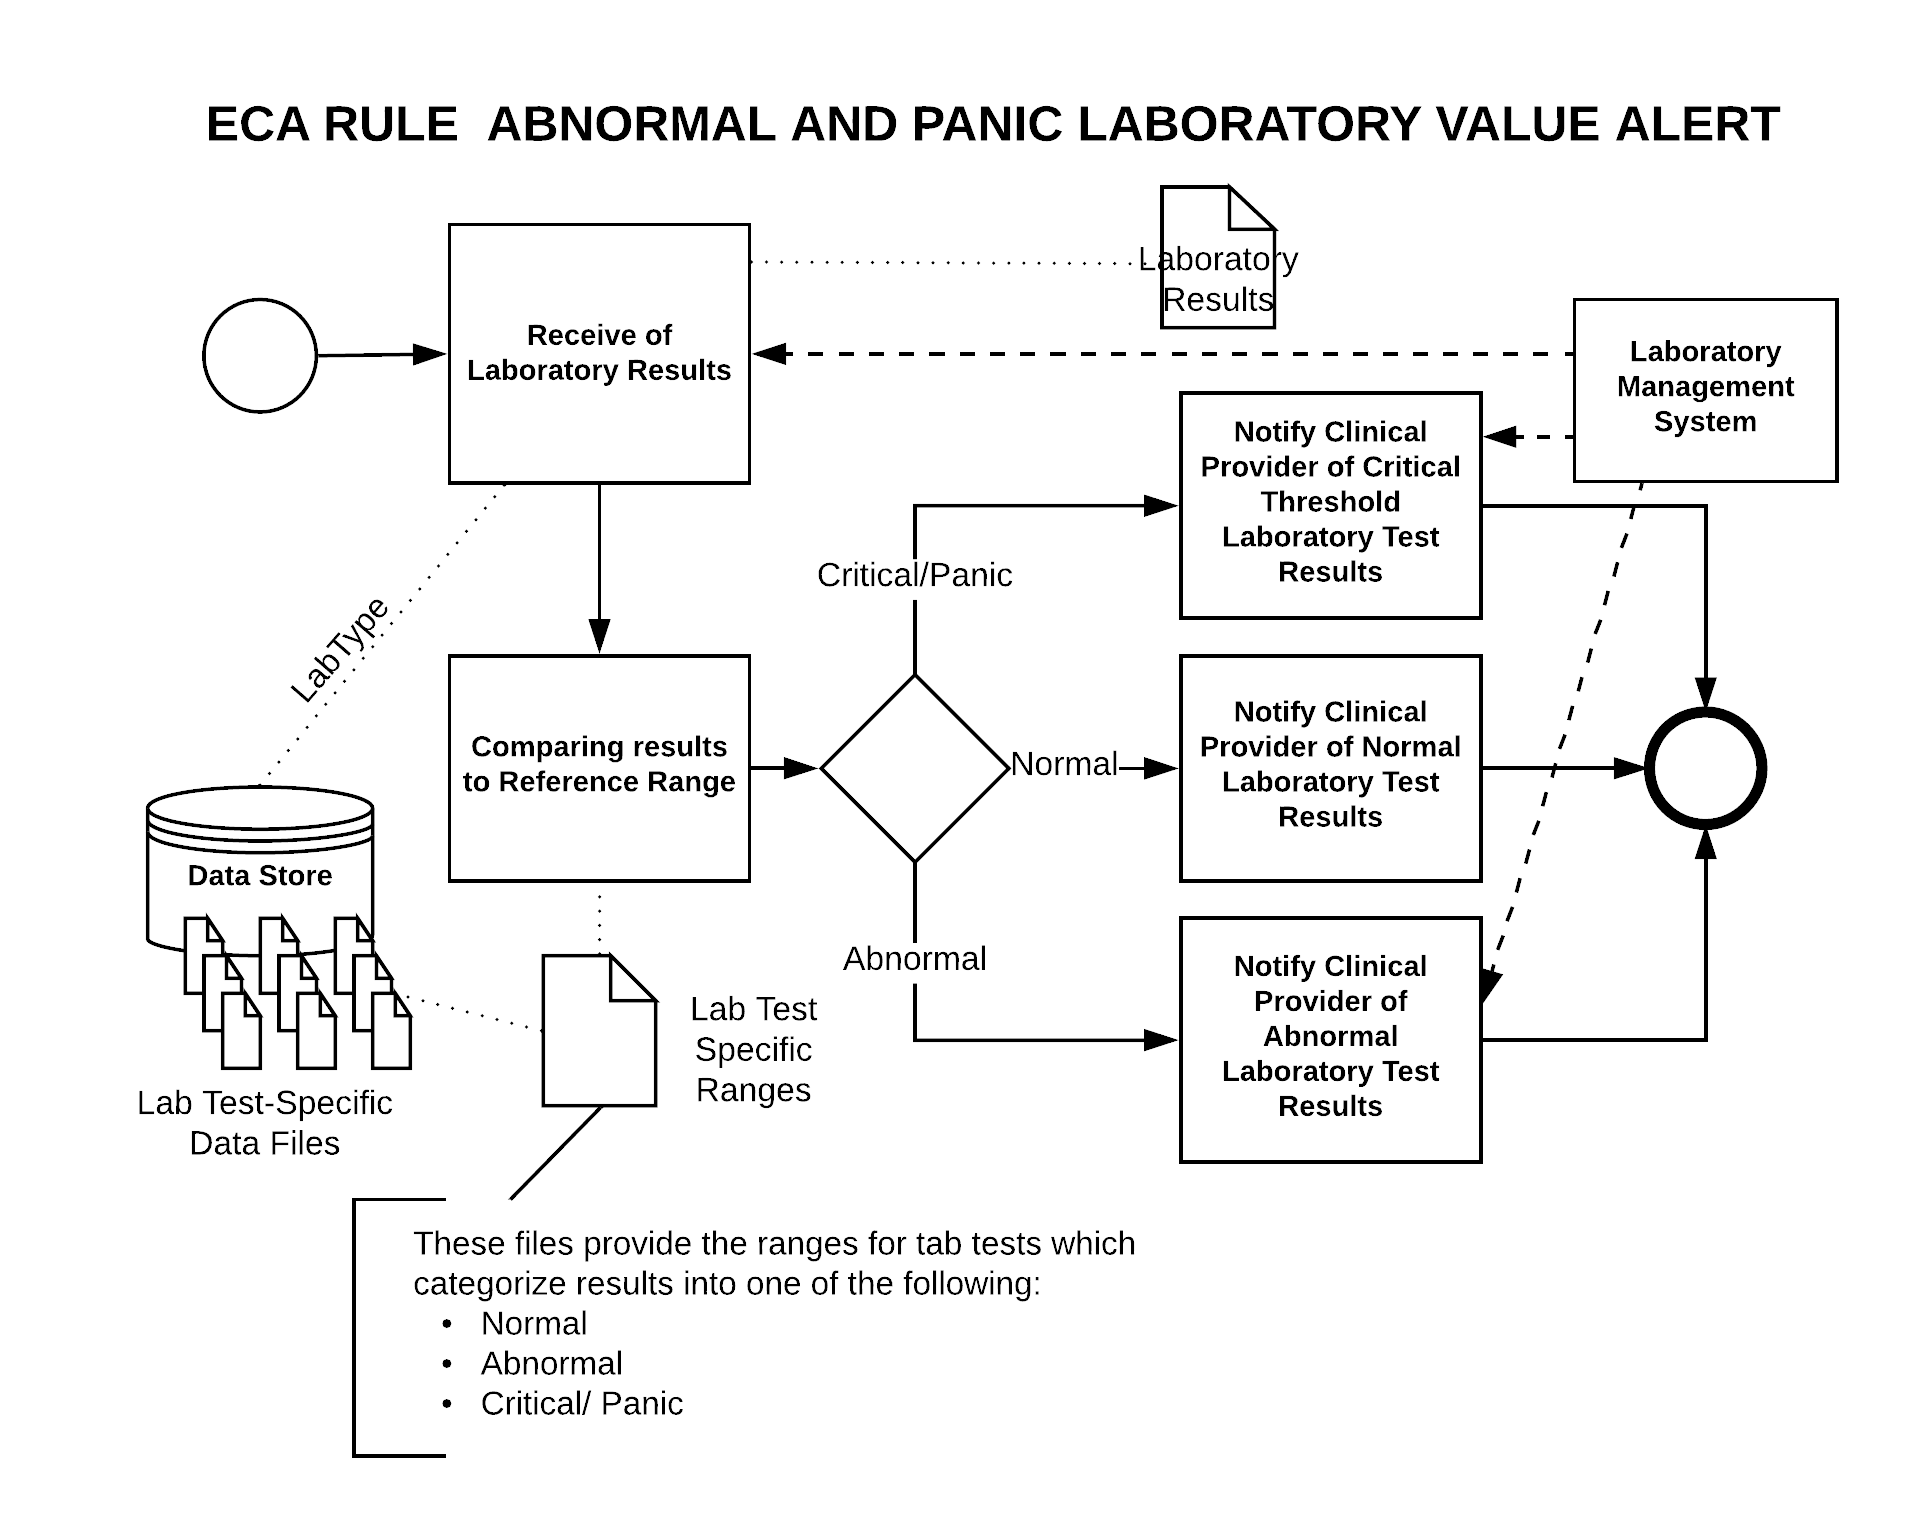 ECA RULE  ABNORMAL AND PANIC LABORATORY VALUE ALERT
Laboratory
Results
Receive of
Laboratory Results
Laboratory
Management
System
Notify Clinical
Provider of Critical
Threshold
Laboratory Test
Results
Critical/Panic
LabType
Comparing results
to Reference Range
Normal
Notify Clinical
Provider of Normal
Laboratory Test
Results
Data Store
Abnormal
Notify Clinical
Provider of
Abnormal
Laboratory Test
Results
Lab Test
Specific
Ranges
Lab Test-Specific
Data Files
These files provide the ranges for tab tests which
categorize results into one of the following:
• Normal
• Abnormal
• Critical/ Panic